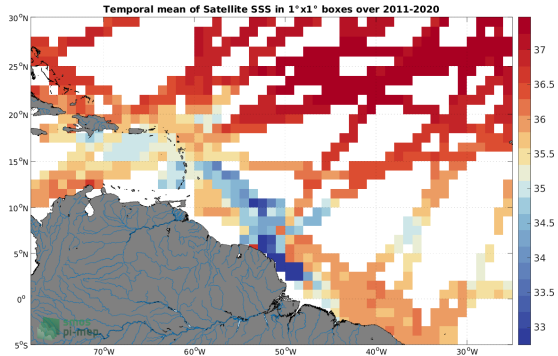 Temporal mean of Satellite SSS in 1°x1° boxes over 2011-2020
30°N
25°N
20°N
15°N
10°N
5°N
0°
5°S
70°W
60°W
50°W
40°W
30°W
37
36.5
36
35.5
35
34.5
34
33.5
33
smos
pi-mep